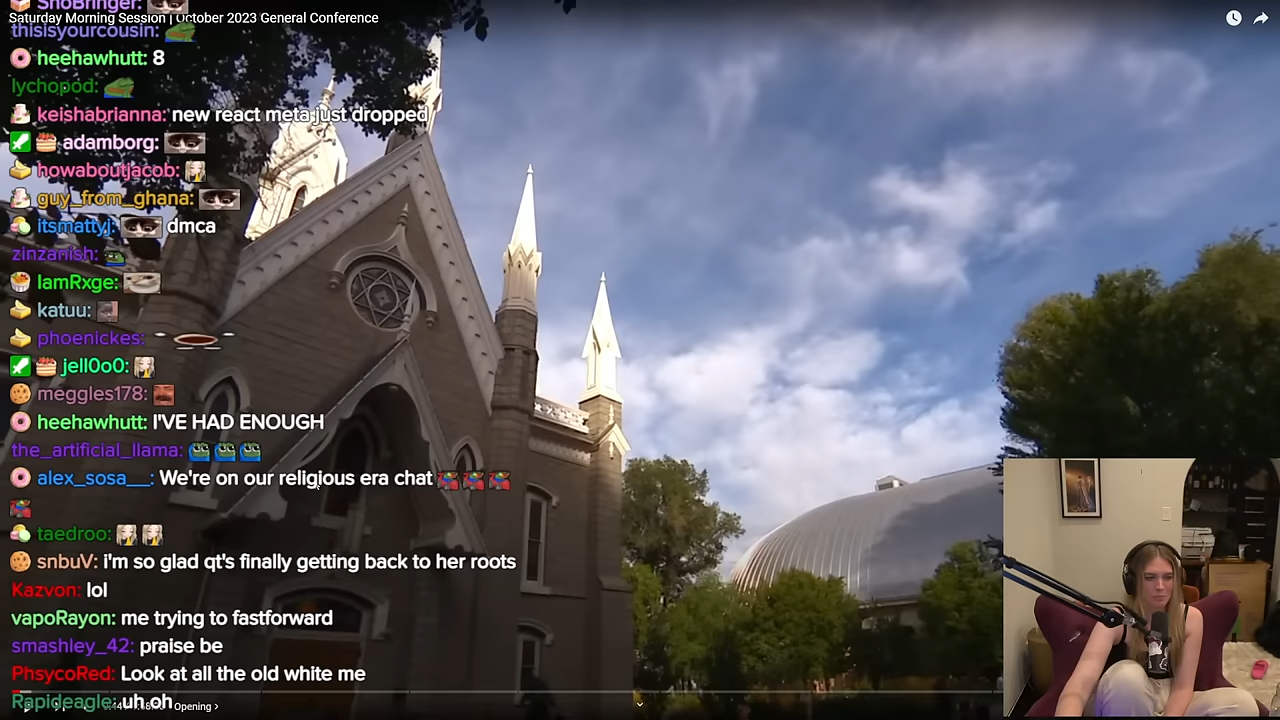 SnoBringer:
Saturday Morning Session | October 2023 General Conference
thisisyourcousin:
heehawhutt: 8
lychopod:
keishabrianna: new react meta just dropped
adamborg:
howaboutjacob:
guy_from_ghana:
itsmattyj: dmca
zinzanish:
IamRxge:
katuu:
phoenickes:
jell0o0:
meggles178:
heehawhutt: I'VE HAD ENOUGH
the_artificial_llama:
alex_sosa__: We're on our religious era chat
taedroo:
snbuV: i'm so glad qt's finally getting back to her roots
Kazvon: lol
vapoRayon: me trying to fastforward
smashley_42: praise be
PhsycoRed: Look at all the old white me
Rapideagle: uh oh
Opening ›